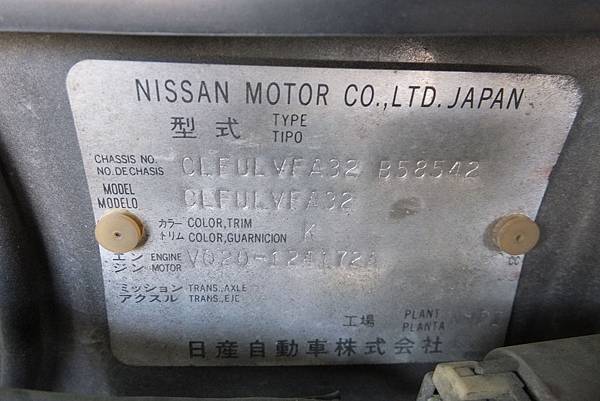 NISSAN MOTOR CO.,LTD. JAPAN
型式 TYPE
TIPO
CHASSIS NO. CLFULVFA32 B58542
NO. DE CHASIS
MODEL CLFULVFA32
MODELO
カラー COLOR,TRIM K
トリム COLOR,GUARNICION
エン ENGINE VQ20-124172A
ジン MOTOR
ミッション TRANS.,AXLE
アクスル TRANS.,EJE
工場 PLANT
PLANTA
日産自動車株式会社